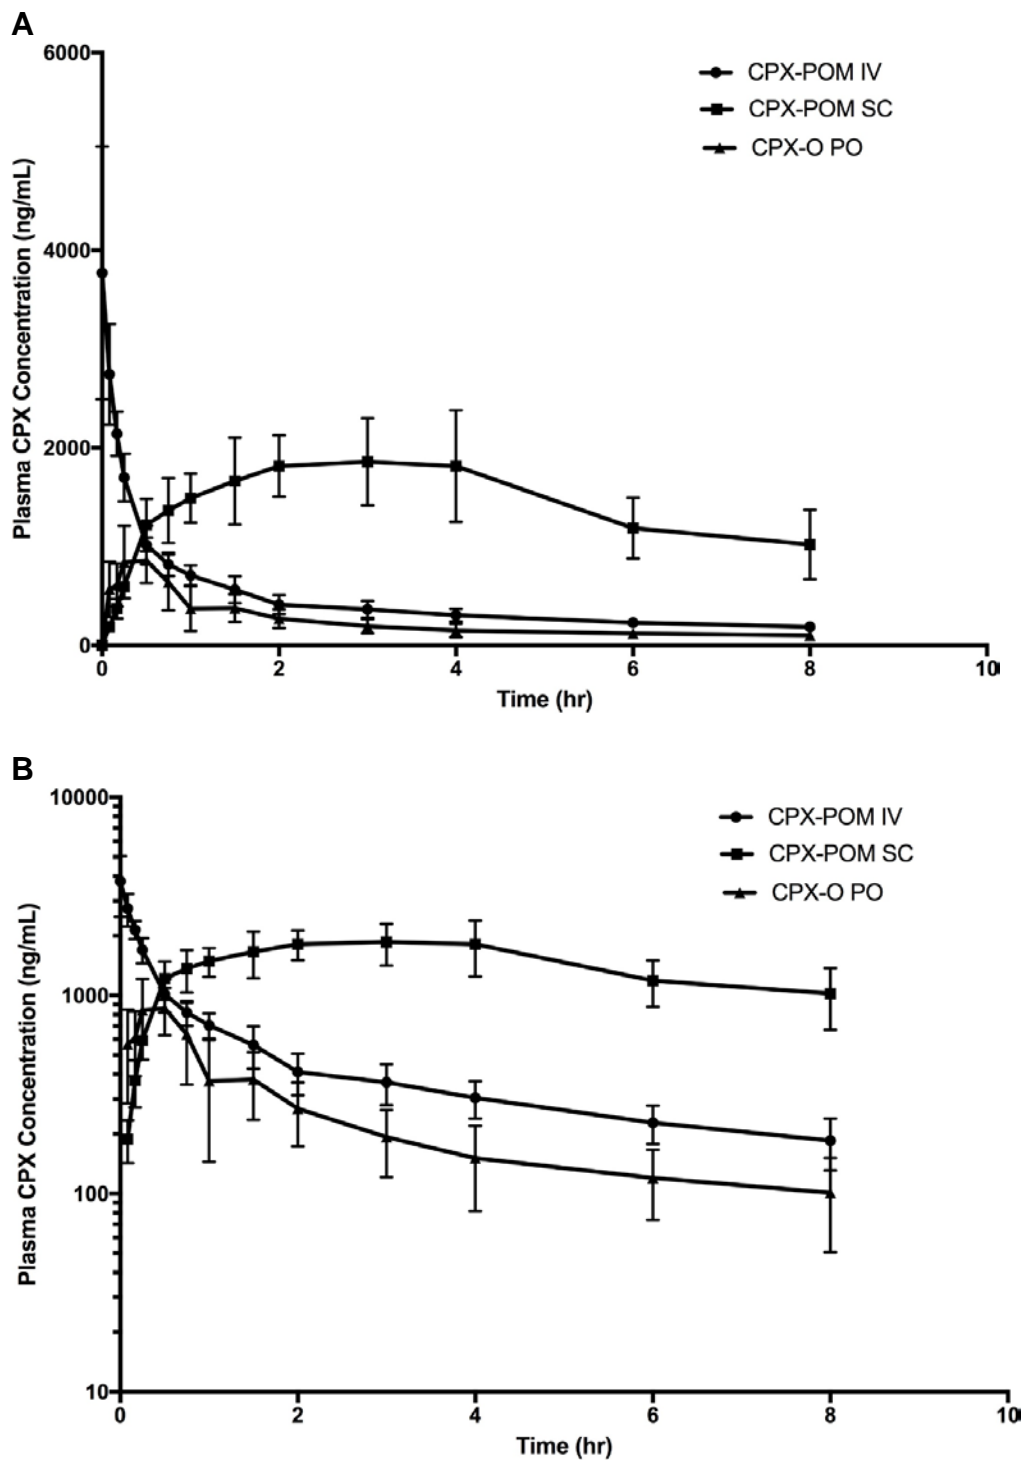 A
6000
4000
2000
0
0 2 4 6 8 10
Plasma CPX Concentration (ng/mL)
Time (hr)
CPX-POM IV
CPX-POM SC
CPX-O PO
B
10000
1000
100
10
0 2 4 6 8 10
Plasma CPX Concentration (ng/mL)
Time (hr)
CPX-POM IV
CPX-POM SC
CPX-O PO